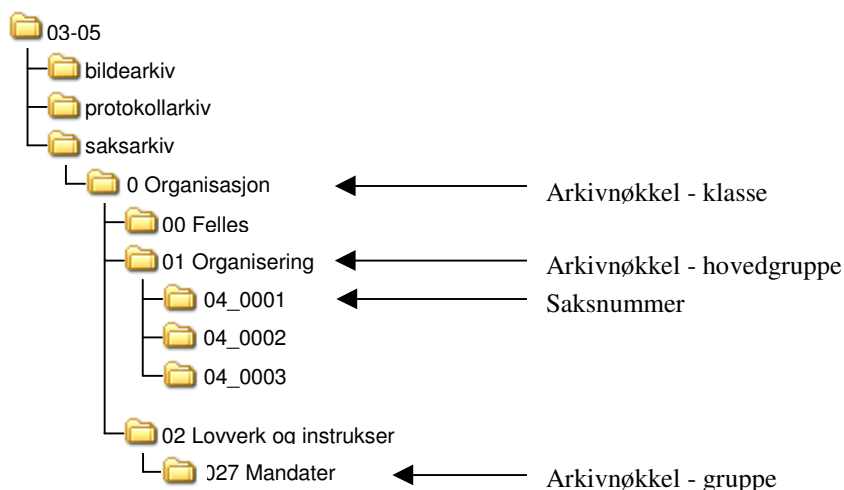 03-05
bildearkiv
protokollarkiv
saksarkiv
0 Organisasjon Arkivnøkkel - klasse
00 Felles
01 Organisering Arkivnøkkel - hovedgruppe
04_0001 Saksnummer
04_0002
04_0003
02 Lovverk og instrukser
027 Mandater Arkivnøkkel - gruppe